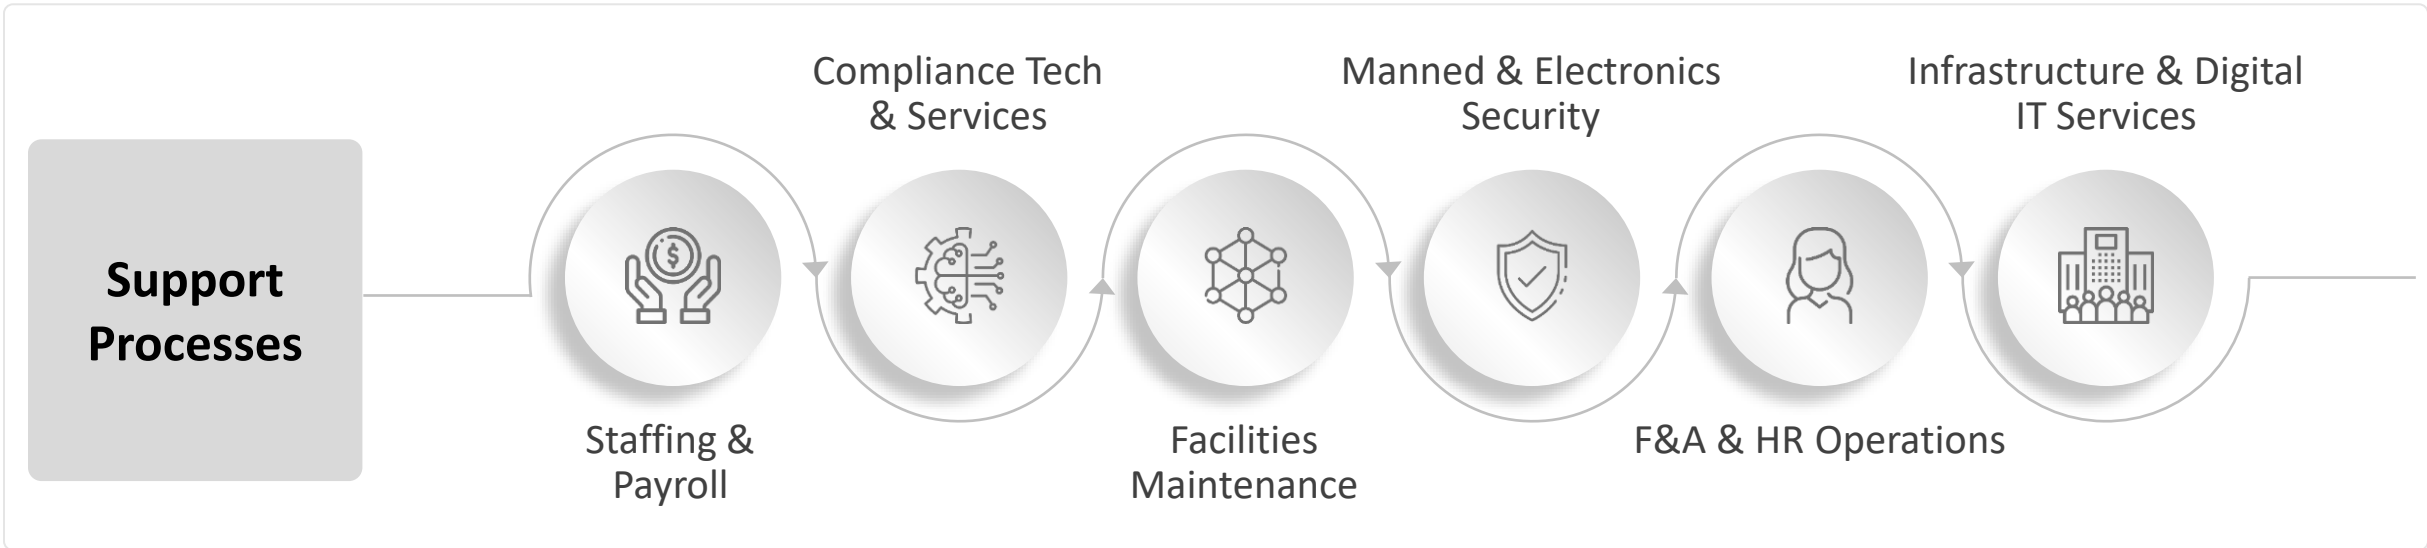 Support
Processes
Staffing &
Payroll
Compliance Tech
& Services
Facilities
Maintenance
Manned & Electronics
Security
F&A & HR Operations
Infrastructure & Digital
IT Services
$